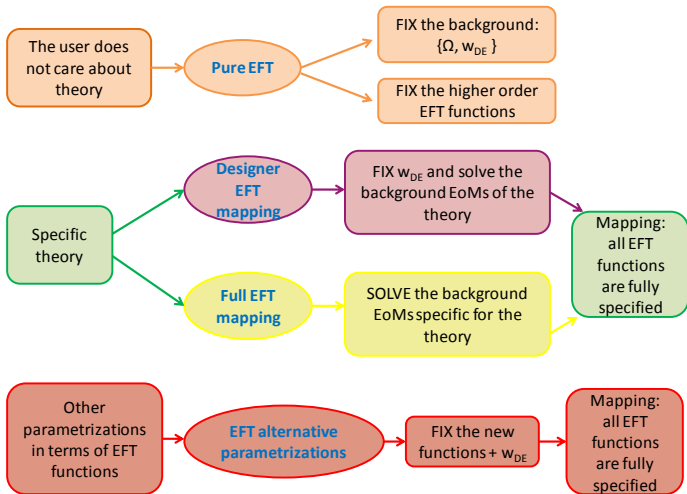 The user does
not care about
theory
Pure EFT
FIX the background:
{Ω, w_DE }
FIX the higher order
EFT functions
Specific
theory
Designer
EFT
mapping
FIX w_DE and solve the
background EoMs of the
theory
Full EFT
mapping
SOLVE the background
EoMs specific for the
theory
Mapping:
all EFT
functions
are fully
specified
Other
parametrizations
in terms of EFT
functions
EFT alternative
parametrizations
FIX the new
functions + w_DE
Mapping:
all EFT
functions
are fully
specified